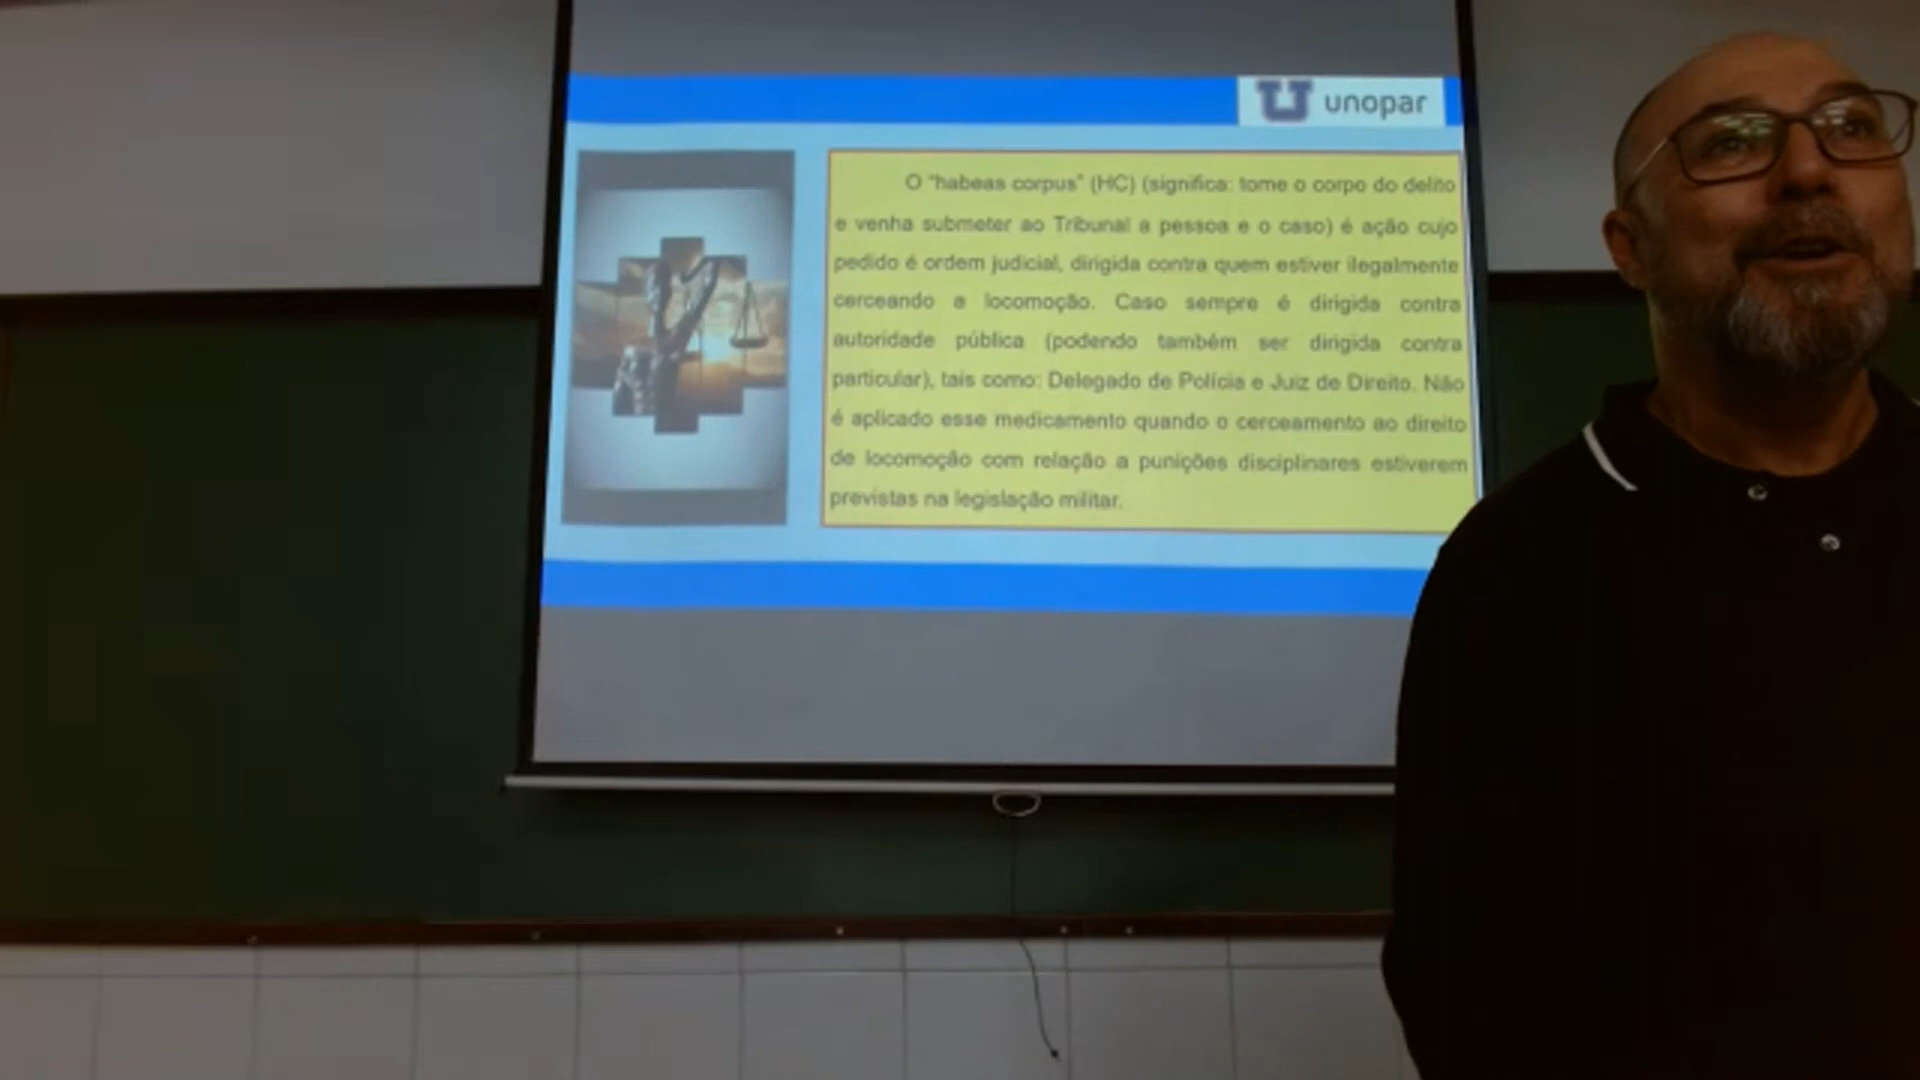 unopar
O "habeas corpus" (HC) (significa: tome o corpo do delito
e venha submeter ao Tribunal a pessoa e o caso) é ação cujo
pedido é ordem judicial, dirigida contra quem estiver ilegalmente
cerceando a locomoção. Caso sempre é dirigida contra
autoridade pública (podendo também ser dirigida contra
particular), tais como: Delegado de Polícia e Juiz de Direito. Não
é aplicado esse medicamento quando o cerceamento ao direito
de locomoção com relação a punições disciplinares estiverem
previstas na legislação militar.